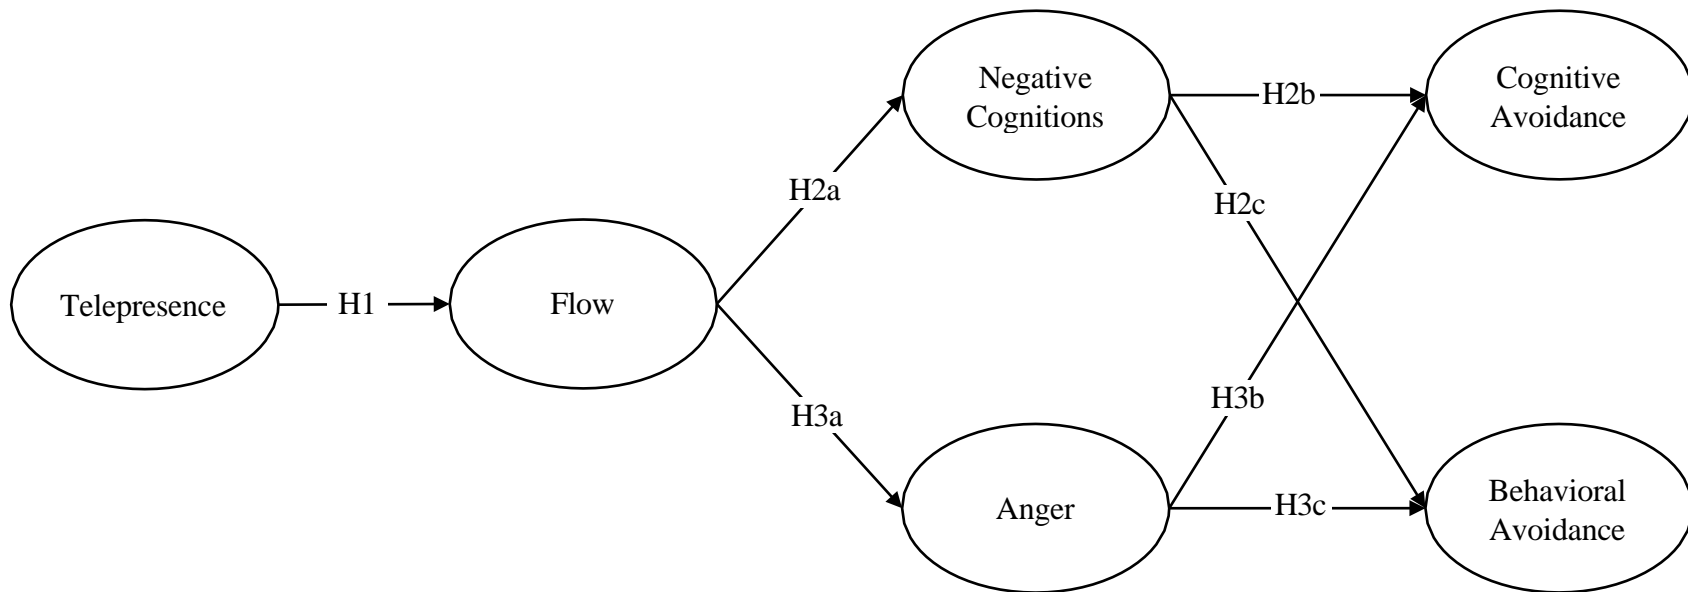 Telepresence
H1
Flow
H2a
H3a
Negative
Cognitions
Anger
H2b
H2c
H3b
H3c
Cognitive
Avoidance
Behavioral
Avoidance